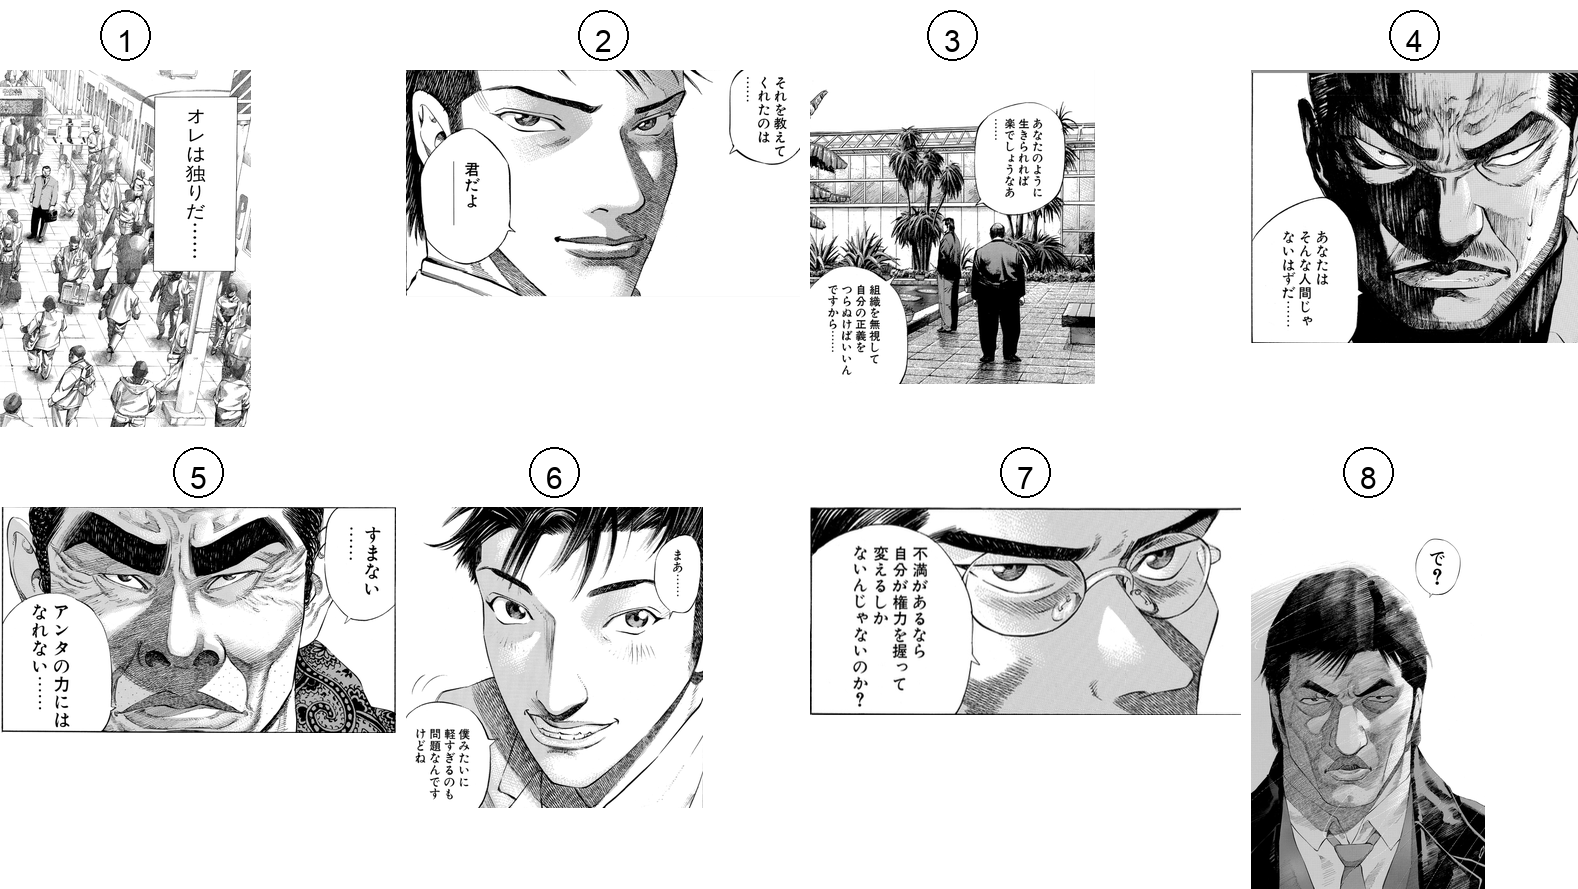 1
オレは独りだ……
2
それを教えて
くれたのは
……
君だよ
――
3
あなたのように
生きられれば
楽でしょうなあ
……
組織を無視して
自分の正義を
つらぬけばいいん
ですから……
4
あなたは
そんな人間じゃ
ないはずだ……
5
すまない
……
アンタの力には
なれない……
6
まあ……
僕みたいに
軽すぎるのも
問題なんです
けどね
7
不満があるなら
自分が権力を握って
変えるしか
ないんじゃないのか?
8
で?